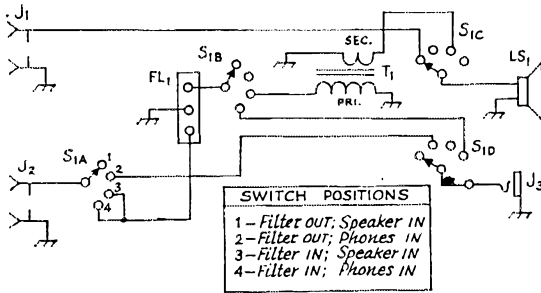 J1
S1C
SEC.
S1B
FL1
T1
LS1
PRI.
S1A
1
2
J2
3
4
S1D
J3
SWITCH POSITIONS
1-Filter OUT; Speaker IN
2-Filter OUT; Phones IN
3-Filter IN; Speaker IN
4-Filter IN; Phones IN